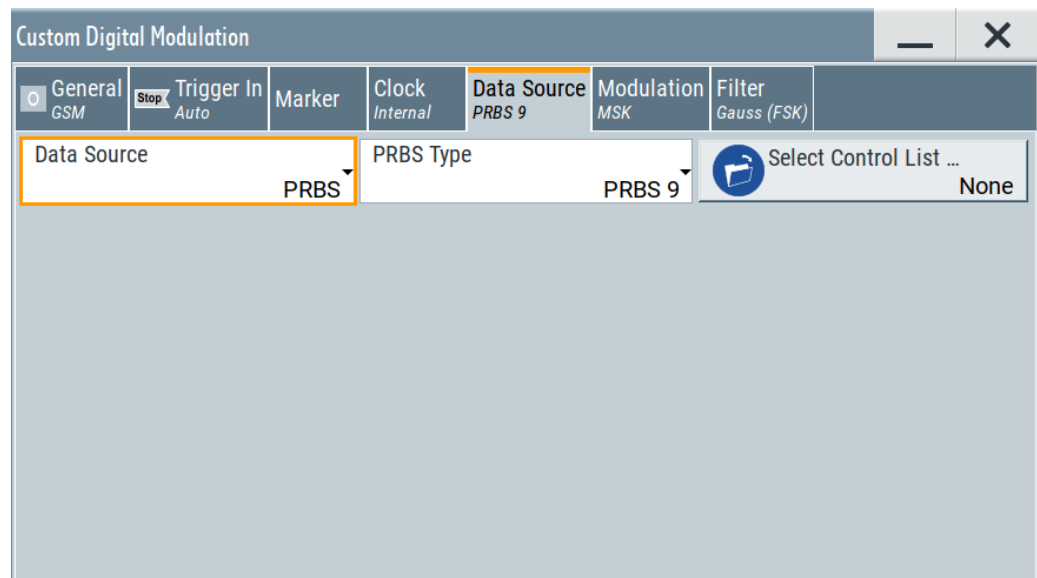 Custom Digital Modulation
O General
GSM
Stop Trigger In
Auto
Marker
Clock
Internal
Data Source
PRBS 9
Modulation
MSK
Filter
Gauss (FSK)
Data Source
PRBS
PRBS Type
PRBS 9
Select Control List ...
None